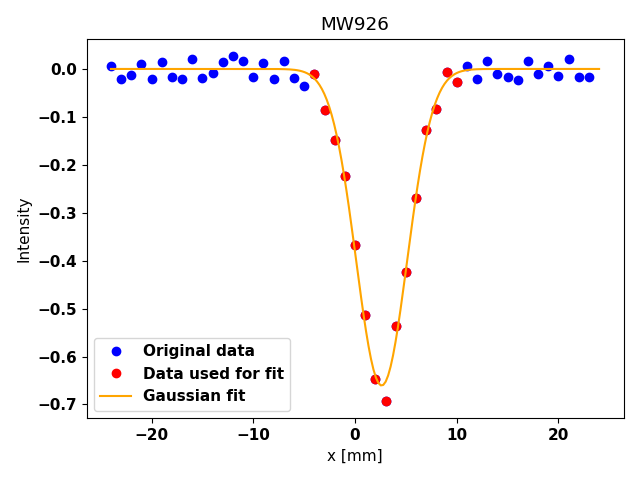 MW926
Intensity
0.0
−0.1
−0.2
−0.3
−0.4
−0.5
−0.6
−0.7
Original data
Data used for fit
Gaussian fit
−20 −10 0 10 20
x [mm]